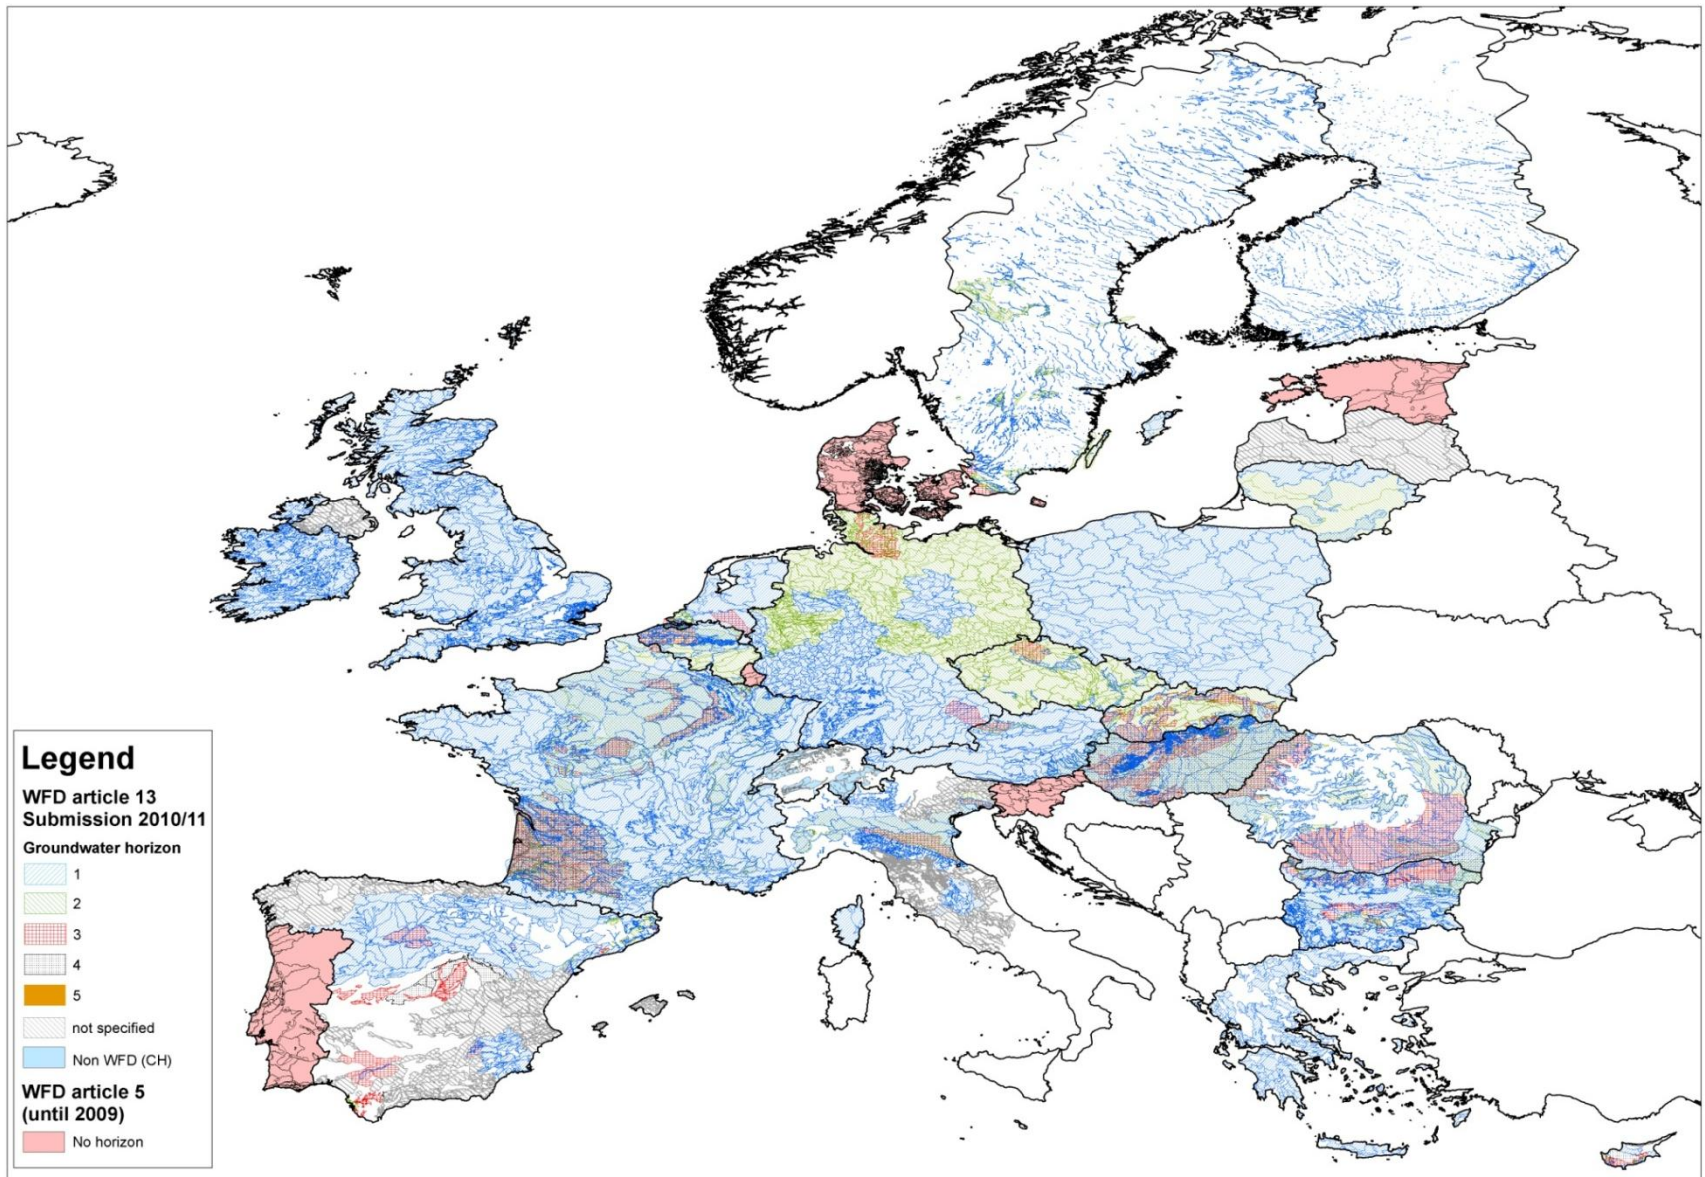 Legend
WFD article 13
Submission 2010/11
Groundwater horizon
1
2
3
4
5
not specified
Non WFD (CH)
WFD article 5
(until 2009)
No horizon